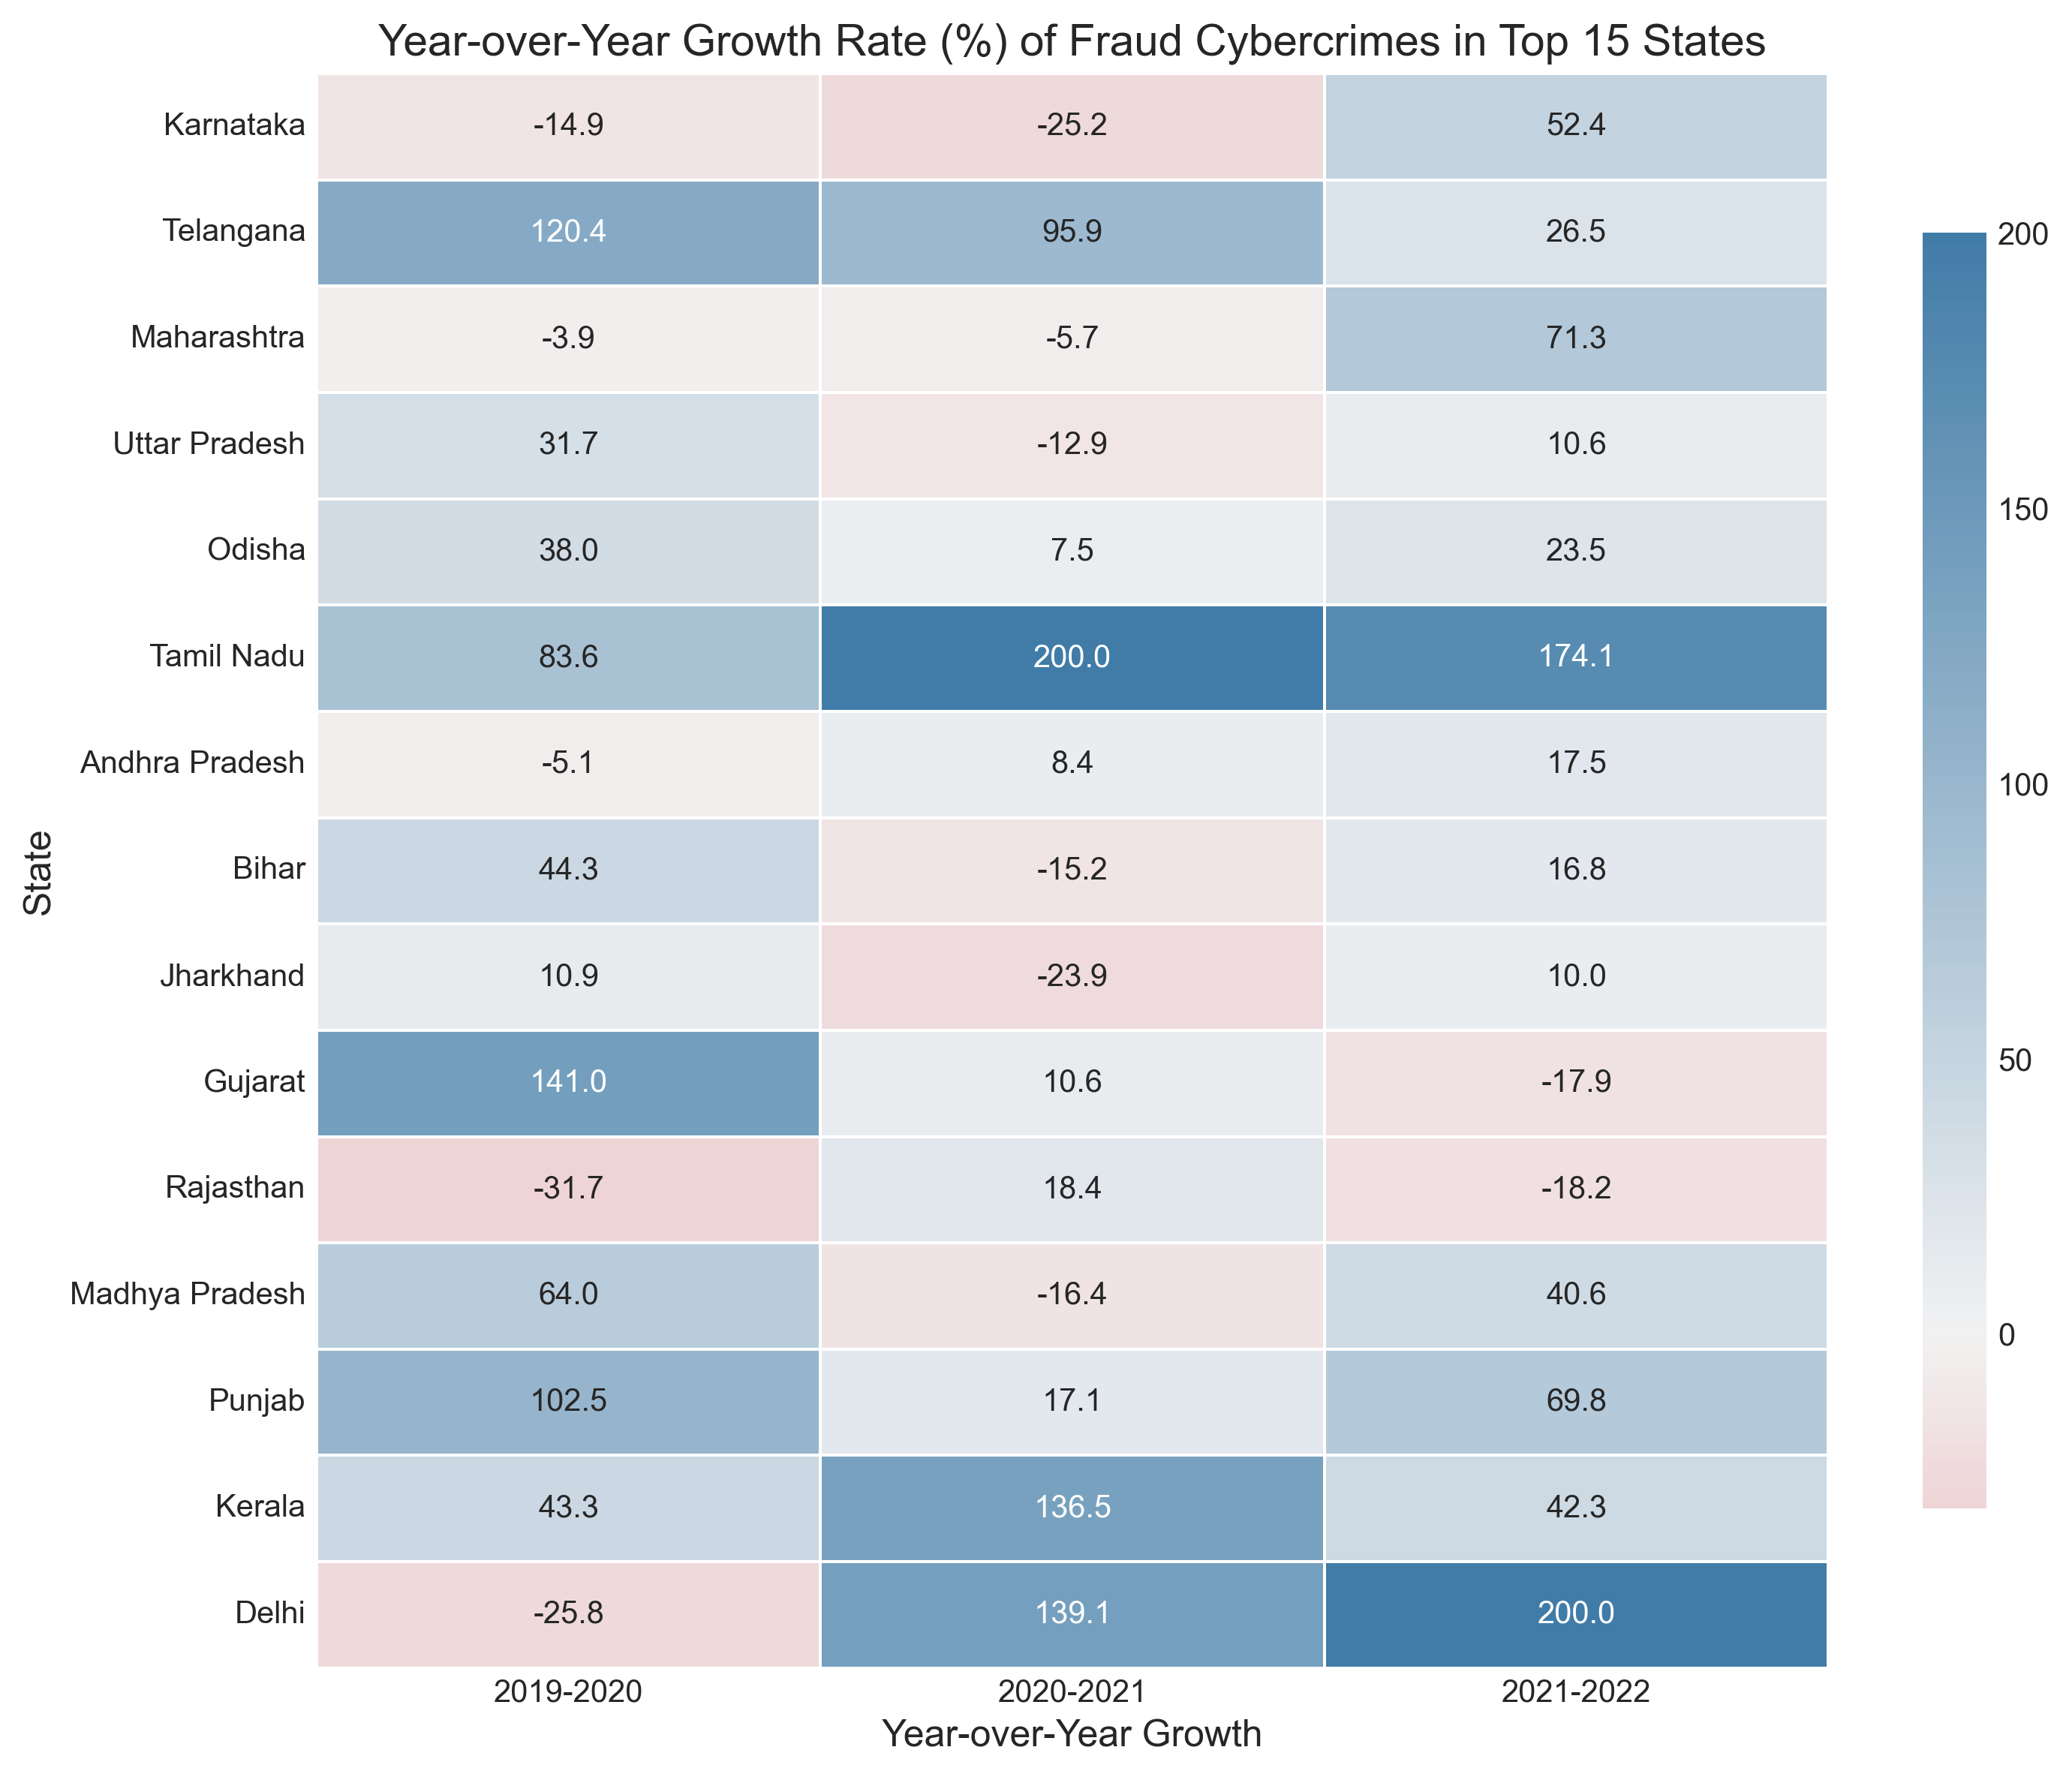 Year-over-Year Growth Rate (%) of Fraud Cybercrimes in Top 15 States
Karnataka -14.9 -25.2 52.4
Telangana 120.4 95.9 26.5
Maharashtra -3.9 -5.7 71.3
Uttar Pradesh 31.7 -12.9 10.6
Odisha 38.0 7.5 23.5
Tamil Nadu 83.6 200.0 174.1
Andhra Pradesh -5.1 8.4 17.5
Bihar 44.3 -15.2 16.8
Jharkhand 10.9 -23.9 10.0
Gujarat 141.0 10.6 -17.9
Rajasthan -31.7 18.4 -18.2
Madhya Pradesh 64.0 -16.4 40.6
Punjab 102.5 17.1 69.8
Kerala 43.3 136.5 42.3
Delhi -25.8 139.1 200.0
2019-2020 2020-2021 2021-2022
Year-over-Year Growth
State
200
150
100
50
0